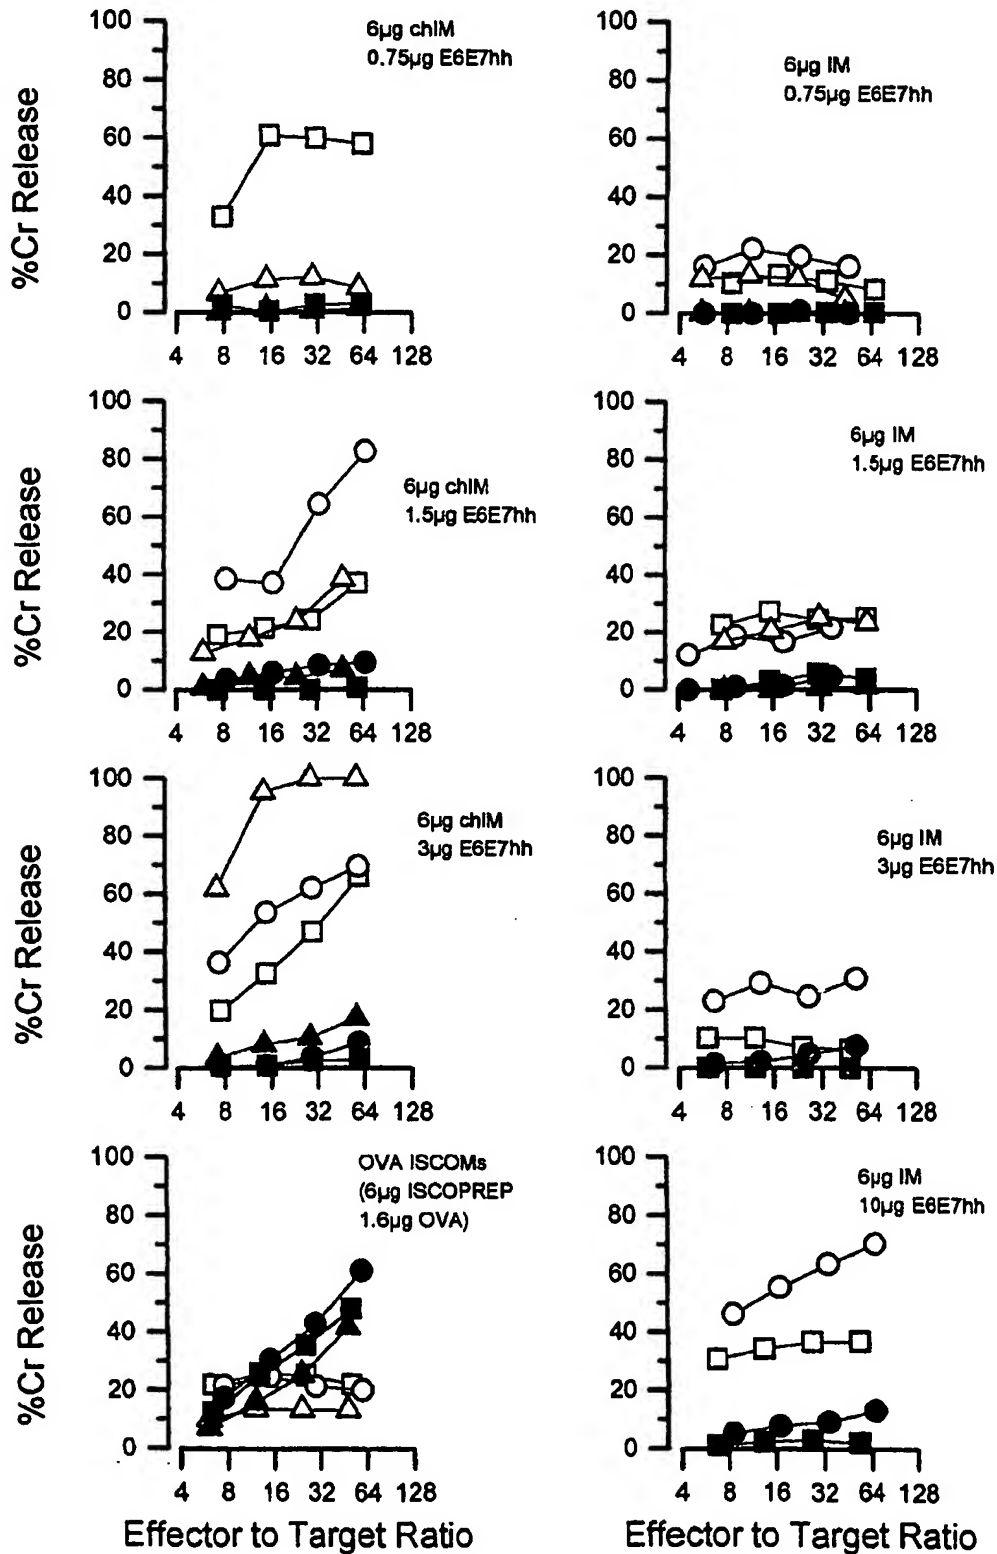 %Cr Release
100
80
60
40
20
0
6µg chIM
0.75µg E6E7hh
4 8 16 32 64 128
100
80
60
40
20
0
6µg IM
0.75µg E6E7hh
4 8 16 32 64 128
%Cr Release
100
80
60
40
20
0
6µg chIM
1.5µg E6E7hh
4 8 16 32 64 128
100
80
60
40
20
0
6µg IM
1.5µg E6E7hh
4 8 16 32 64 128
%Cr Release
100
80
60
40
20
0
6µg chIM
3µg E6E7hh
4 8 16 32 64 128
100
80
60
40
20
0
6µg IM
3µg E6E7hh
4 8 16 32 64 128
%Cr Release
100
80
60
40
20
0
OVA ISCOMs
(6µg ISCOPREP
1.6µg OVA)
4 8 16 32 64 128
Effector to Target Ratio
100
80
60
40
20
0
6µg IM
10µg E6E7hh
4 8 16 32 64 128
Effector to Target Ratio